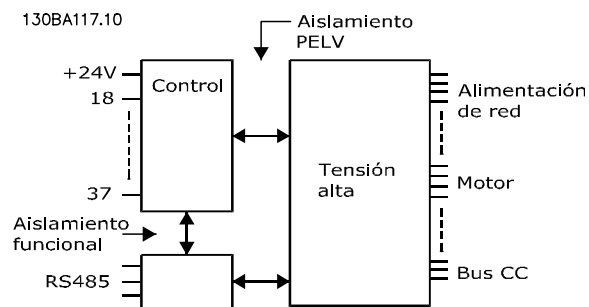 130BA117.10
Aislamiento
PELV
+24V
18
37
Control
Tensión
alta
Alimentación
de red
Motor
Bus CC
Aislamiento
funcional
RS485